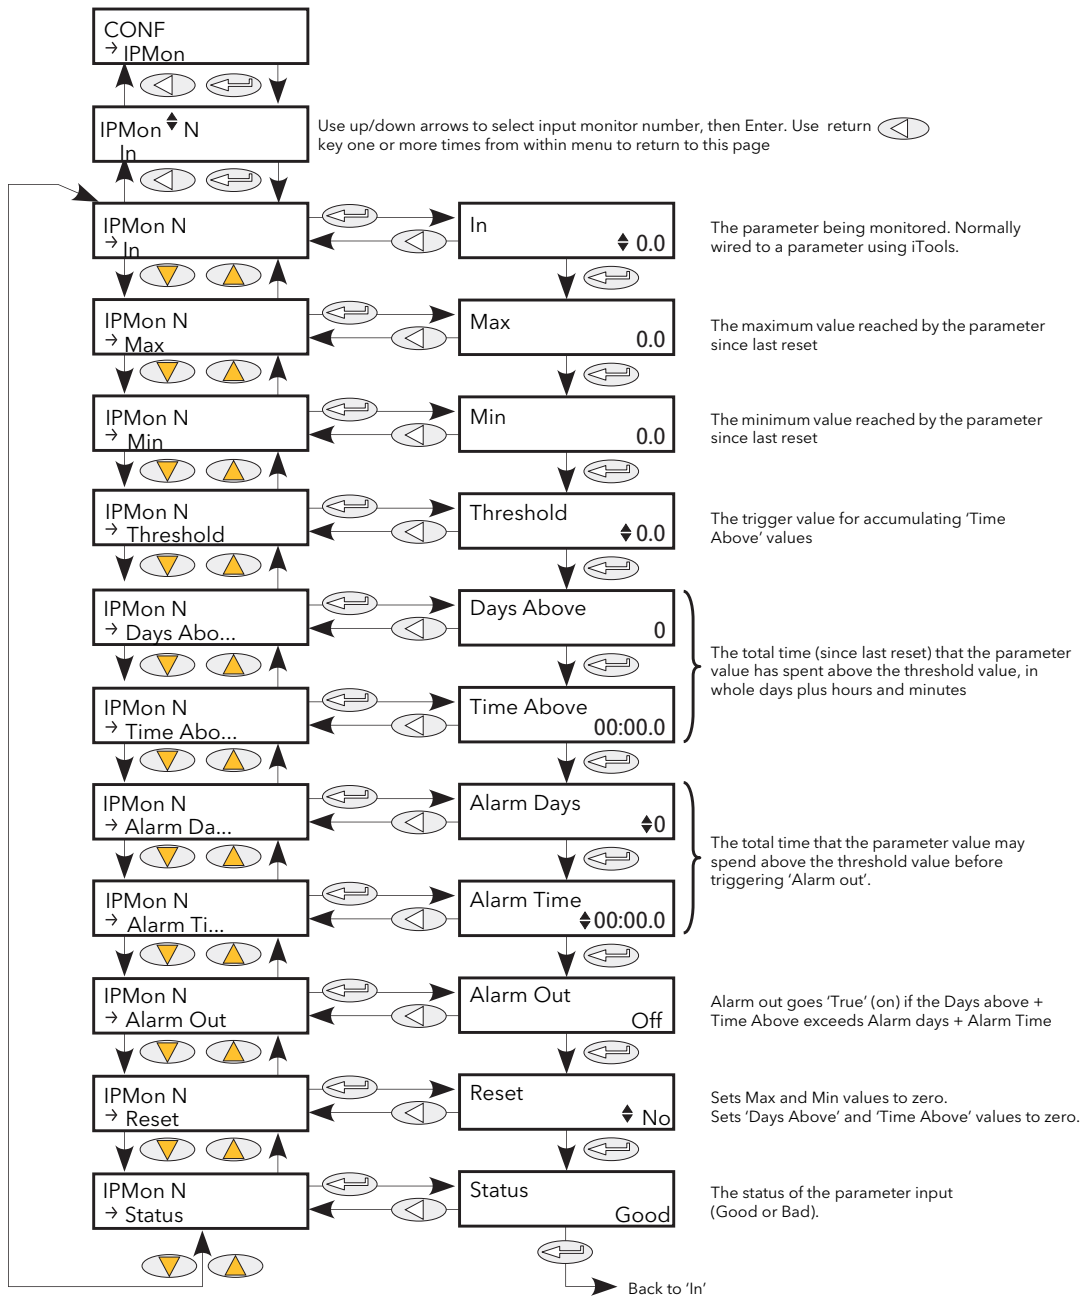 CONF
→ IPMon
IPMon N
In
Use up/down arrows to select input monitor number, then Enter. Use return
key one or more times from within menu to return to this page
IPMon N
→ In
In
0.0
The parameter being monitored. Normally
wired to a parameter using iTools.
IPMon N
→ Max
Max
0.0
The maximum value reached by the parameter
since last reset
IPMon N
→ Min
Min
0.0
The minimum value reached by the parameter
since last reset
IPMon N
→ Threshold
Threshold
0.0
The trigger value for accumulating ‘Time
Above’ values
IPMon N
→ Days Abo...
Days Above
0
The total time (since last reset) that the parameter
value has spent above the threshold value, in
whole days plus hours and minutes
IPMon N
→ Time Abo...
Time Above
00:00.0
IPMon N
→ Alarm Da...
Alarm Days
0
The total time that the parameter value may
spend above the threshold value before
triggering ‘Alarm out’.
IPMon N
→ Alarm Ti...
Alarm Time
00:00.0
IPMon N
→ Alarm Out
Alarm Out
Off
Alarm out goes ‘True’ (on) if the Days above +
Time Above exceeds Alarm days + Alarm Time
IPMon N
→ Reset
Reset
No
Sets Max and Min values to zero.
Sets ‘Days Above’ and ‘Time Above’ values to zero.
IPMon N
→ Status
Status
Good
The status of the parameter input
(Good or Bad).
Back to ‘In’